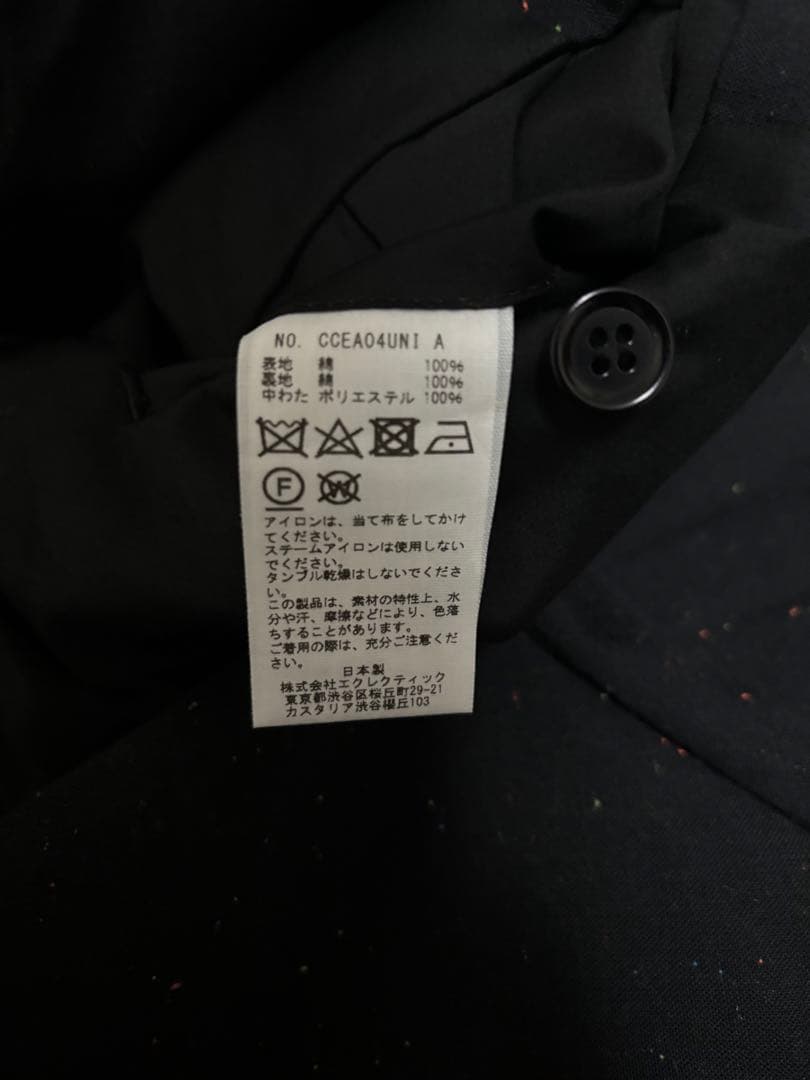 NO. CCEA04UNI A
表地 綿 100%
裏地 綿 100%
中わた ポリエステル 100%
F W
アイロンは、当て布をしてかけ
てください。
スチームアイロンは使用しない
でください。
タンブル乾燥はしないでくださ
い。
この製品は、素材の特性上、水
分や汗、摩擦などにより、色落
ちすることがあります。
ご着用の際は、充分ご注意くだ
さい。
日本製
株式会社エクレクティック
東京都渋谷区桜丘町29-21
カスタリア渋谷櫻丘103